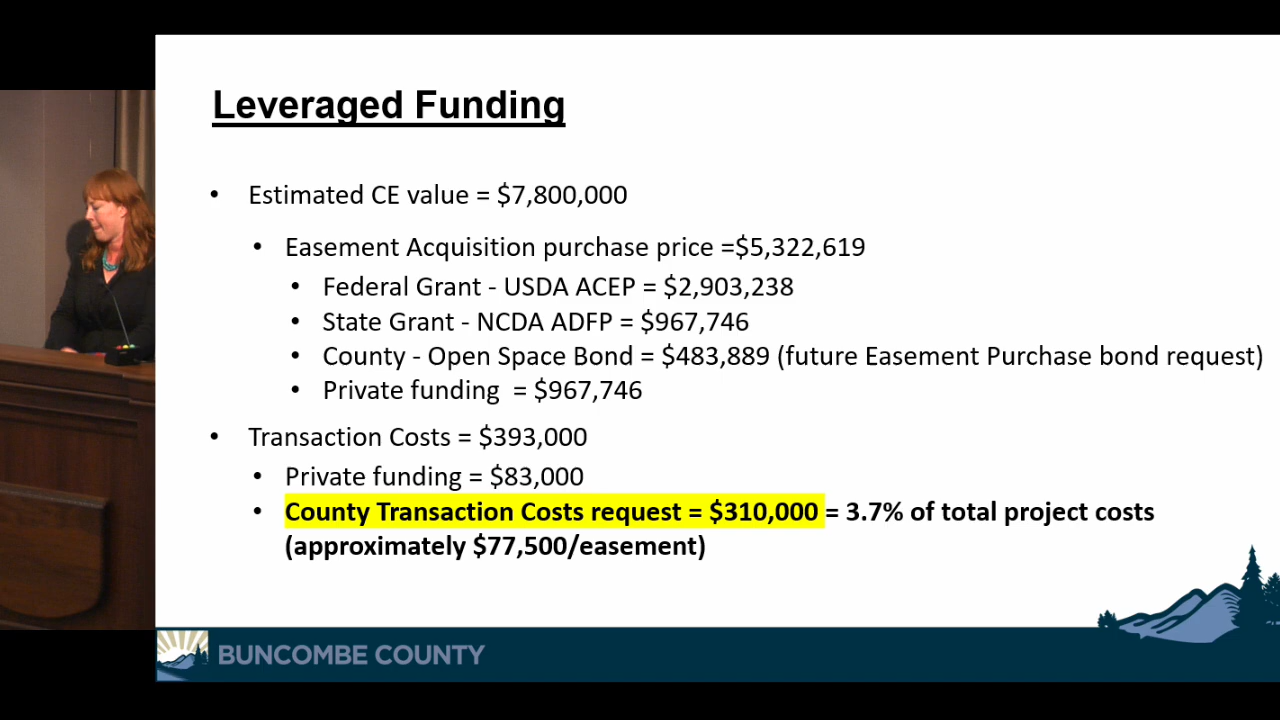 Leveraged Funding
• Estimated CE value = $7,800,000
• Easement Acquisition purchase price =$5,322,619
• Federal Grant - USDA ACEP = $2,903,238
• State Grant - NCDA ADFP = $967,746
• County - Open Space Bond = $483,889 (future Easement Purchase bond request)
• Private funding  = $967,746
• Transaction Costs = $393,000
• Private funding = $83,000
• County Transaction Costs request = $310,000 = 3.7% of total project costs
(approximately $77,500/easement)
BUNCOMBE COUNTY